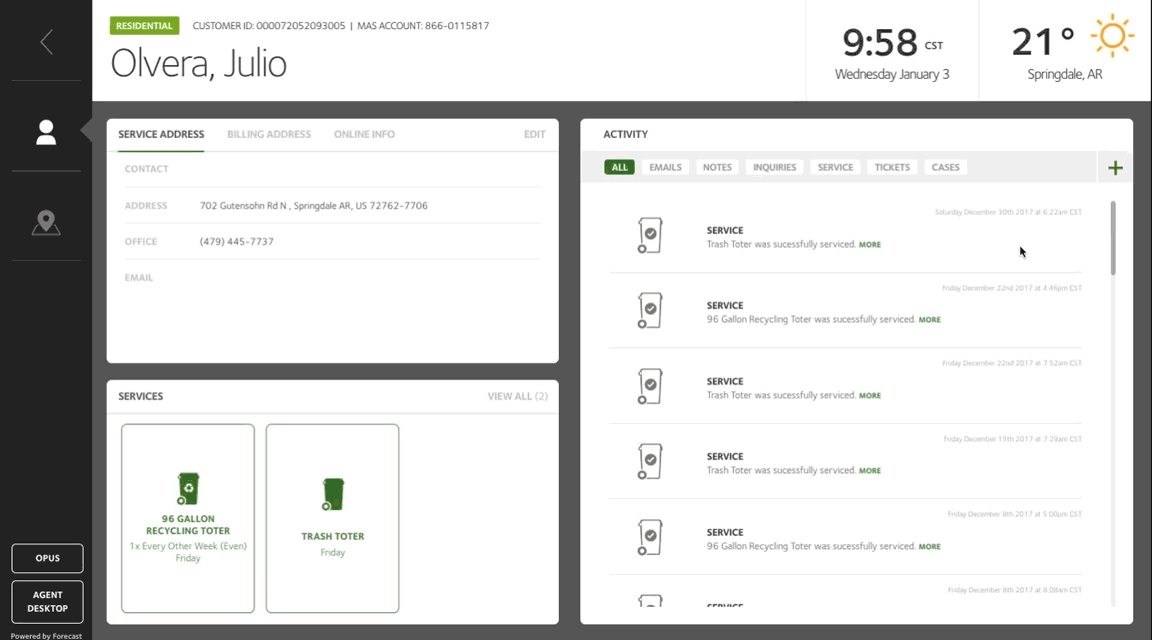 RESIDENTIAL CUSTOMER ID: 000072052093005 | MAS ACCOUNT: 866-0115817
Olvera, Julio
9:58 CST
Wednesday January 3
21°
Springdale, AR
SERVICE ADDRESS BILLING ADDRESS ONLINE INFO EDIT
CONTACT
ADDRESS 702 Gutensohn Rd N , Springdale AR, US 72762-7706
OFFICE (479) 445-7737
EMAIL
SERVICES VIEW ALL (2)
96 GALLON
RECYCLING TOTER
1x Every Other Week (Even)
Friday
TRASH TOTER
Friday
ACTIVITY
ALL EMAILS NOTES INQUIRIES SERVICE TICKETS CASES +
Saturday December 30th 2017 at 6:22am CST
SERVICE
Trash Toter was sucessfully serviced. MORE
Friday December 22nd 2017 at 4:46pm CST
SERVICE
96 Gallon Recycling Toter was sucessfully serviced. MORE
Friday December 22nd 2017 at 7:52am CST
SERVICE
Trash Toter was sucessfully serviced. MORE
Friday December 15th 2017 at 7:29am CST
SERVICE
Trash Toter was sucessfully serviced. MORE
Friday December 8th 2017 at 5:00pm CST
SERVICE
96 Gallon Recycling Toter was sucessfully serviced. MORE
Friday December 8th 2017 at 8:08am CST
SERVICE
OPUS
AGENT
DESKTOP
Powered by Forecast